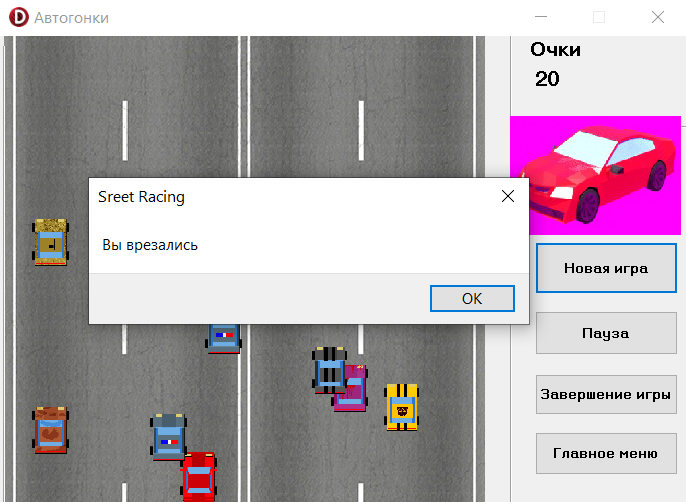 D Автогонки
Очки
20
Sreet Racing
Вы врезались
OK
Новая игра
Пауза
Завершение игры
Главное меню